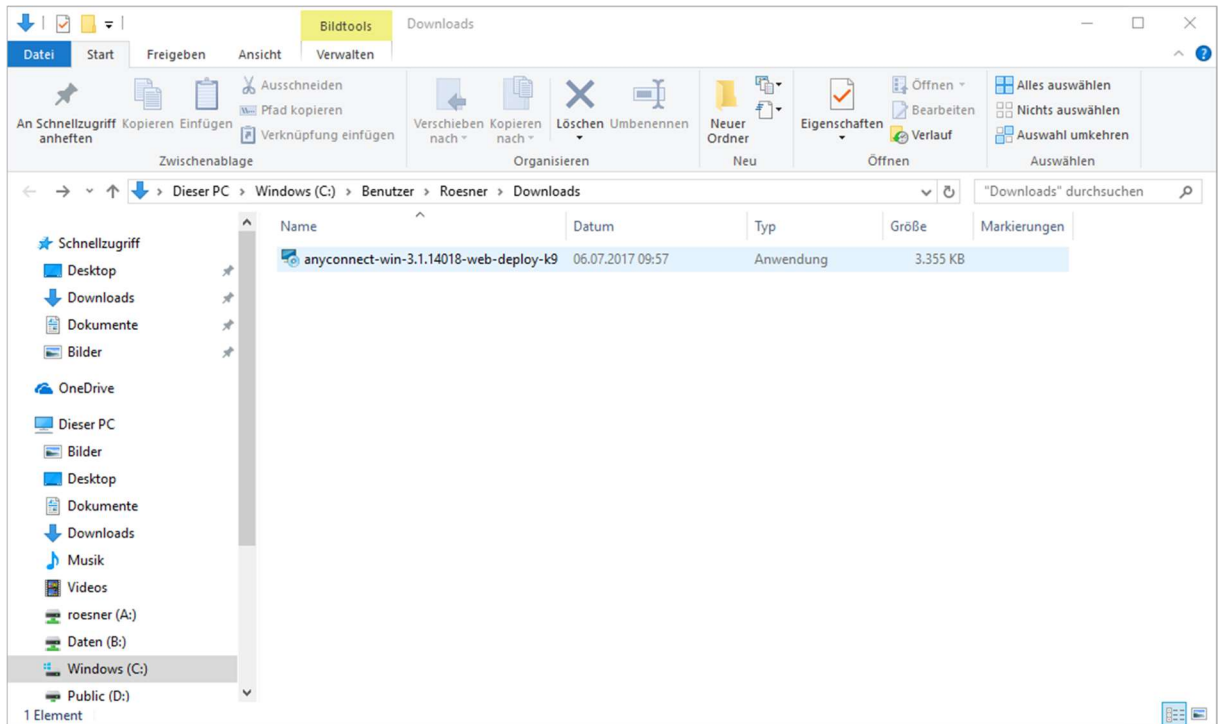 Bildtools Downloads
Datei Start Freigeben Ansicht Verwalten
An Schnellzugriff anheften
Kopieren
Einfügen
Ausschneiden
Pfad kopieren
Verknüpfung einfügen
Zwischenablage
Verschieben nach
Kopieren nach
Löschen
Umbenennen
Organisieren
Neuer Ordner
Neu
Eigenschaften
Öffnen
Bearbeiten
Verlauf
Öffnen
Alles auswählen
Nichts auswählen
Auswahl umkehren
Auswählen
Dieser PC > Windows (C:) > Benutzer > Roesner > Downloads
"Downloads" durchsuchen
Name Datum Typ Größe Markierungen
anyconnect-win-3.1.14018-web-deploy-k9 06.07.2017 09:57 Anwendung 3.355 KB
Schnellzugriff
Desktop
Downloads
Dokumente
Bilder
OneDrive
Dieser PC
Bilder
Desktop
Dokumente
Downloads
Musik
Videos
roesner (A:)
Daten (B:)
Windows (C:)
Public (D:)
1 Element